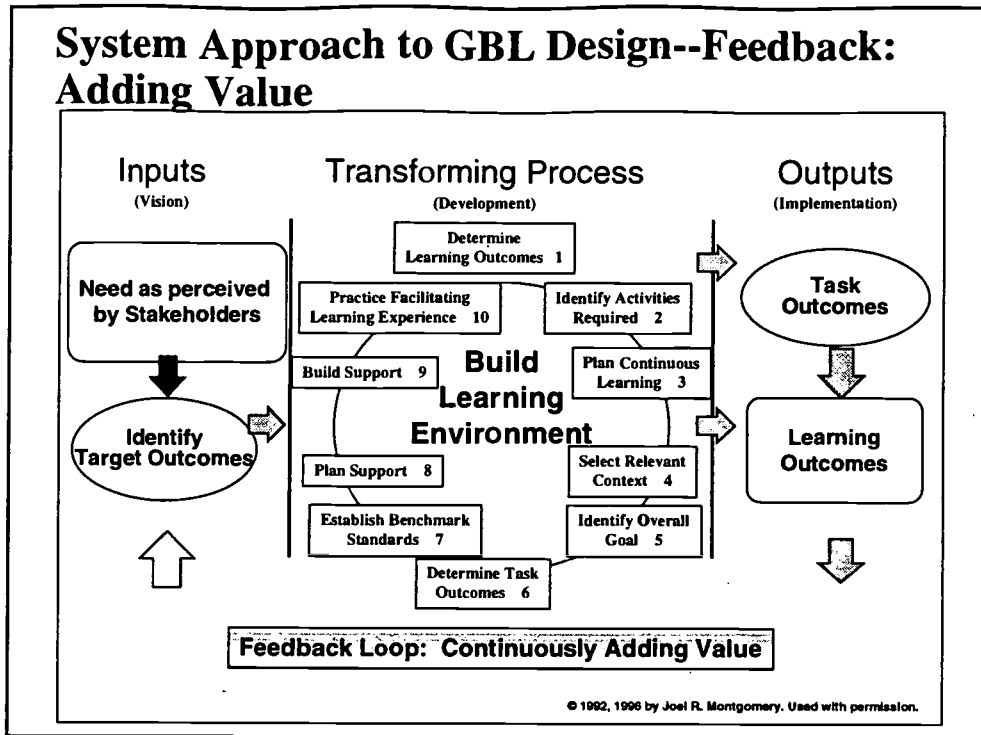 System Approach to GBL Design--Feedback:
Adding Value
Inputs
(Vision)
Transforming Process
(Development)
Outputs
(Implementation)
Need as perceived
by Stakeholders
Identify
Target Outcomes
Determine
Learning Outcomes 1
Identify Activities
Required 2
Plan Continuous
Learning 3
Select Relevant
Context 4
Identify Overall
Goal 5
Determine Task
Outcomes 6
Establish Benchmark
Standards 7
Plan Support 8
Build Support 9
Practice Facilitating
Learning Experience 10
Build
Learning
Environment
Task
Outcomes
Learning
Outcomes
Feedback Loop: Continuously Adding Value
© 1992, 1996 by Joel R. Montgomery. Used with permission.